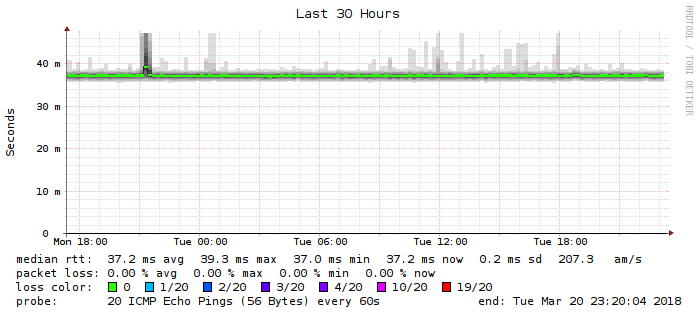 Last 30 Hours
RRDTOOL / TOBI OETIKER
Seconds
40 m
30 m
20 m
10 m
0
Mon 18:00 Tue 00:00 Tue 06:00 Tue 12:00 Tue 18:00
median rtt: 37.2 ms avg 39.3 ms max 37.0 ms min 37.2 ms now 0.2 ms sd 207.3 am/s
packet loss: 0.00 % avg 0.00 % max 0.00 % min 0.00 % now
loss color: 0 1/20 2/20 3/20 4/20 10/20 19/20
probe: 20 ICMP Echo Pings (56 Bytes) every 60s end: Tue Mar 20 23:20:04 2018